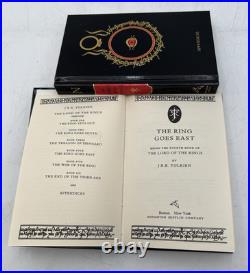 APPENDICES
J.R.R. TOLKIEN
THE LORD OF THE RINGS
BOOK ONE
THE RING SETS OUT
BOOK TWO
THE RING GOES SOUTH
BOOK THREE
THE TREASON OF ISENGARD
BOOK FOUR
THE RING GOES EAST
BOOK FIVE
THE WAR OF THE RING
BOOK SIX
THE END OF THE THIRD AGE
AND
APPENDICES
THE RING
GOES EAST
BEING THE FOURTH BOOK OF
THE LORD OF THE RINGS
BY
J.R.R. TOLKIEN
Boston New York
HOUGHTON MIFFLIN COMPANY